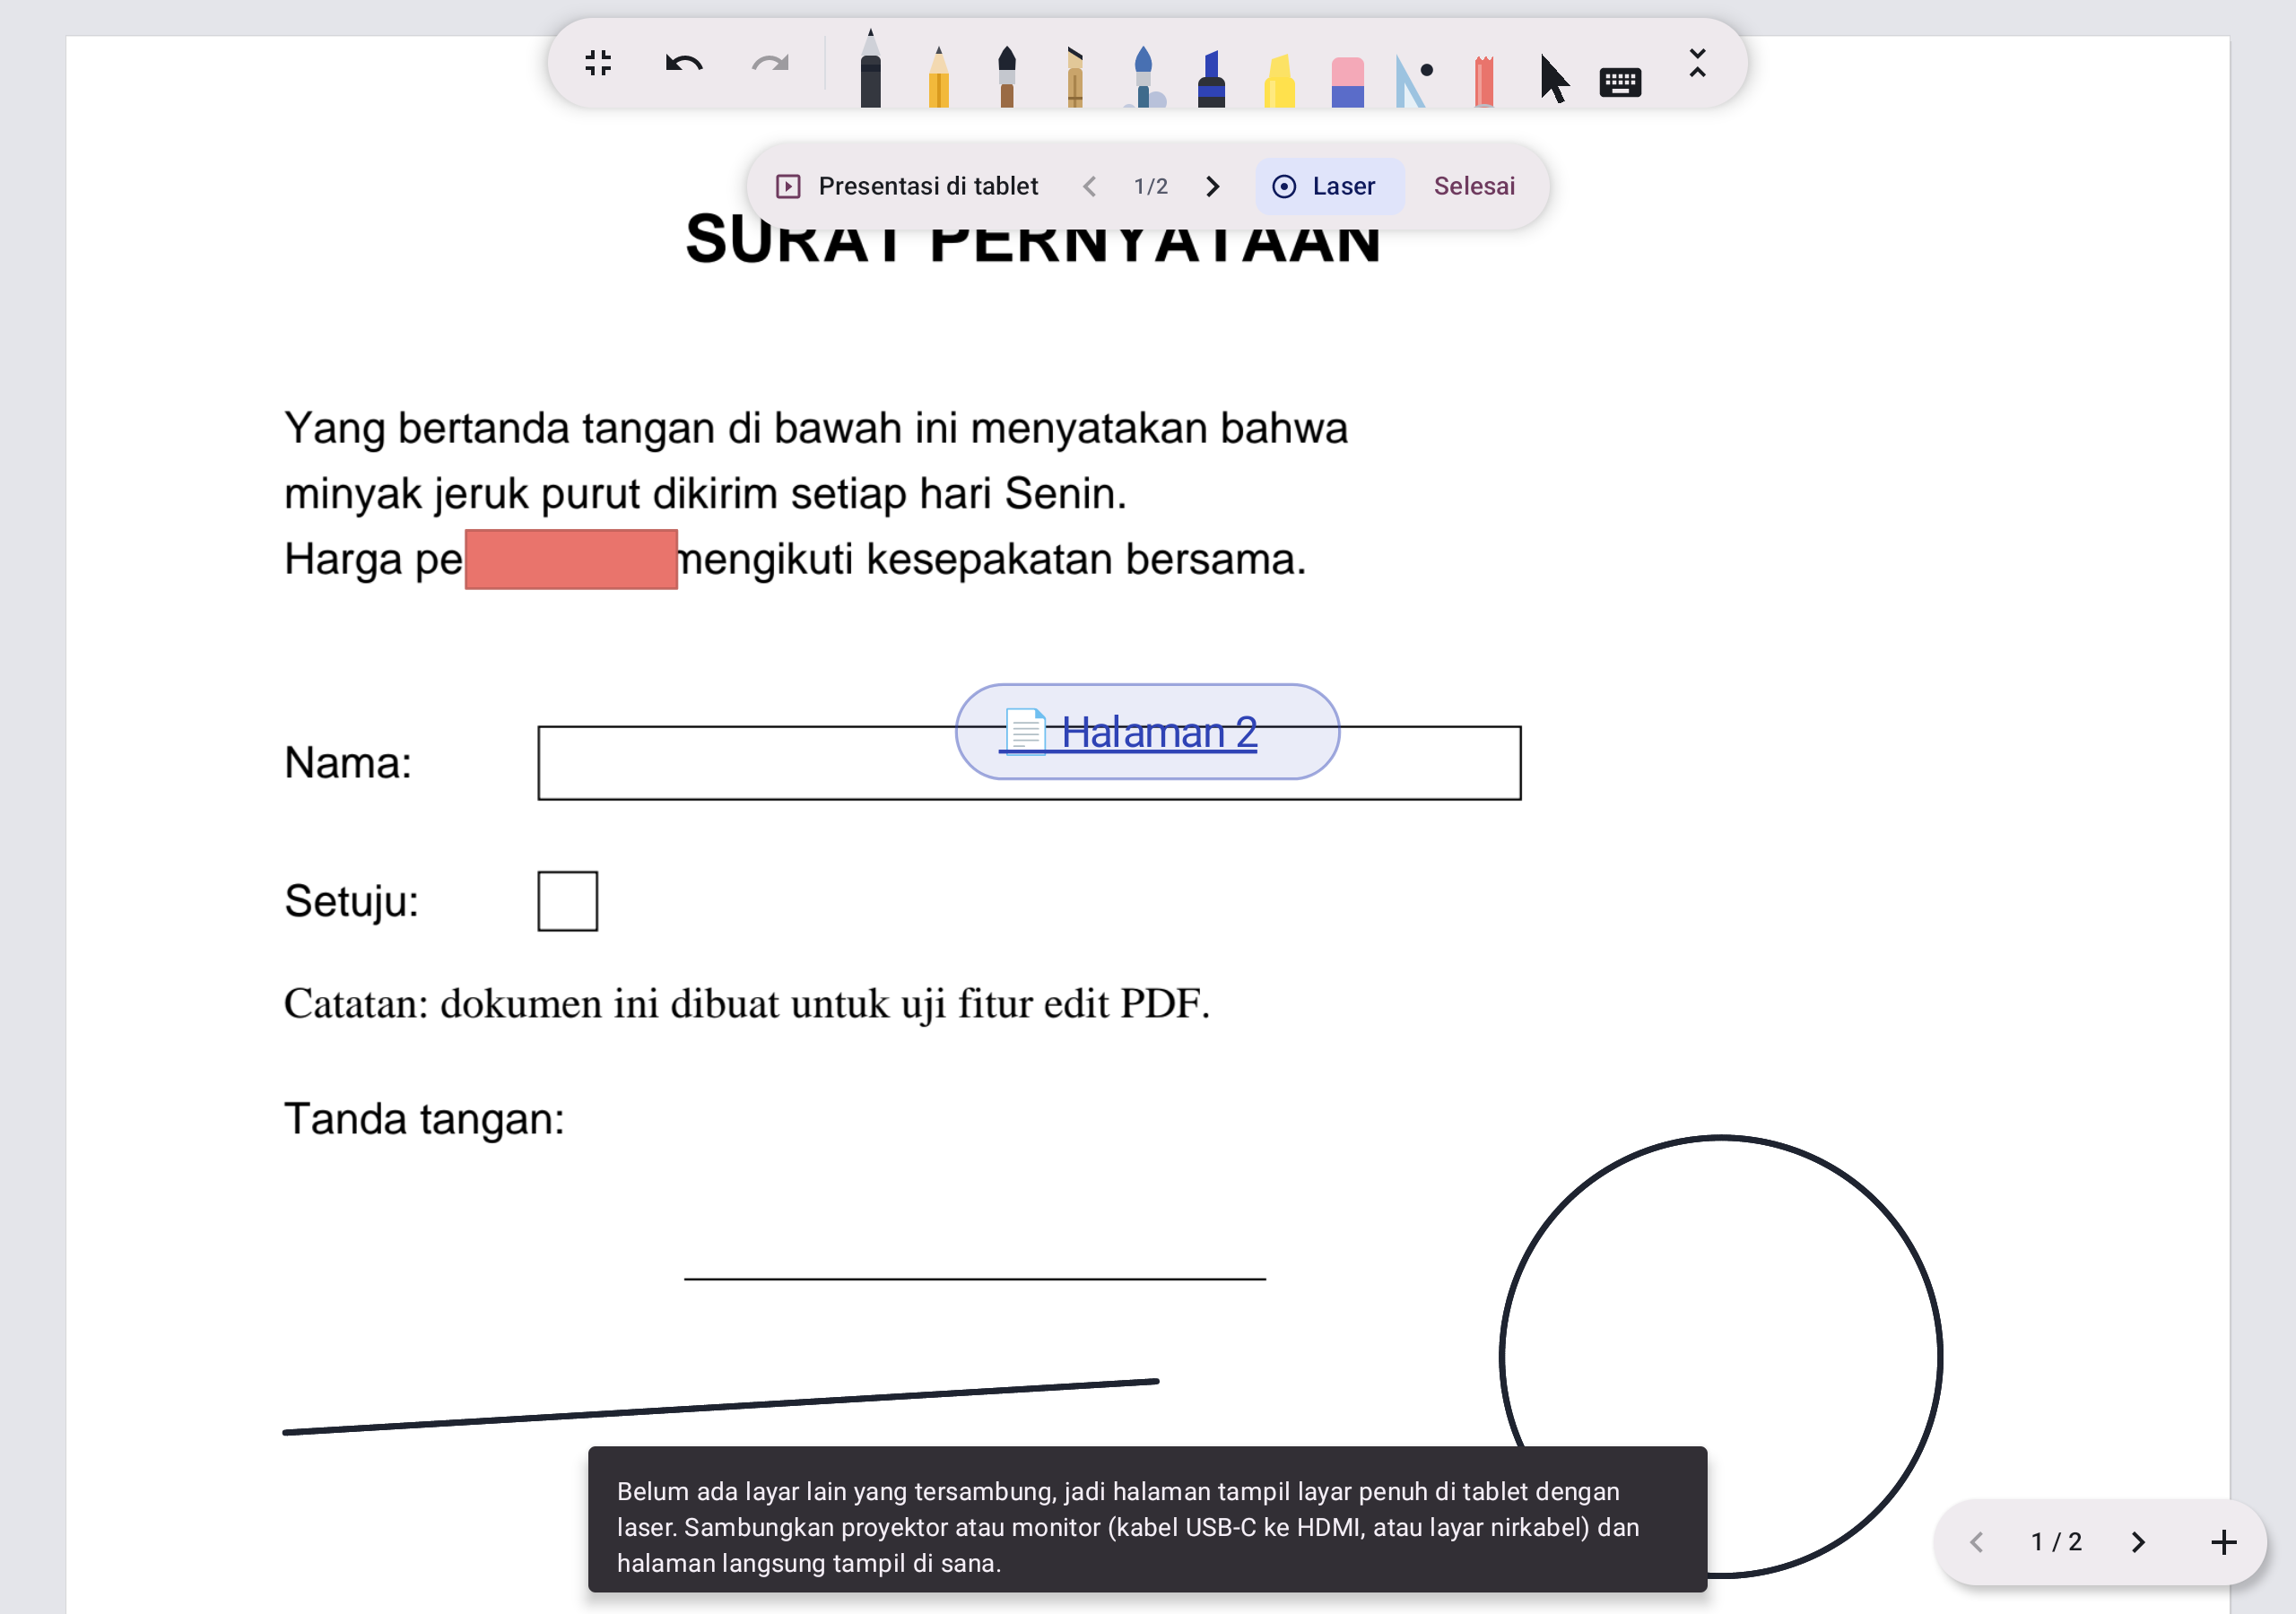 Presentasi di tablet
1/2
Laser
Selesai
SURAT PERNYATAAN
Yang bertanda tangan di bawah ini menyatakan bahwa
minyak jeruk purut dikirim setiap hari Senin.
Harga pe mengikuti kesepakatan bersama.
Halaman 2
Nama:
Setuju:
Catatan: dokumen ini dibuat untuk uji fitur edit PDF.
Tanda tangan:
Belum ada layar lain yang tersambung, jadi halaman tampil layar penuh di tablet dengan
laser. Sambungkan proyektor atau monitor (kabel USB-C ke HDMI, atau layar nirkabel) dan
halaman langsung tampil di sana.
1 / 2